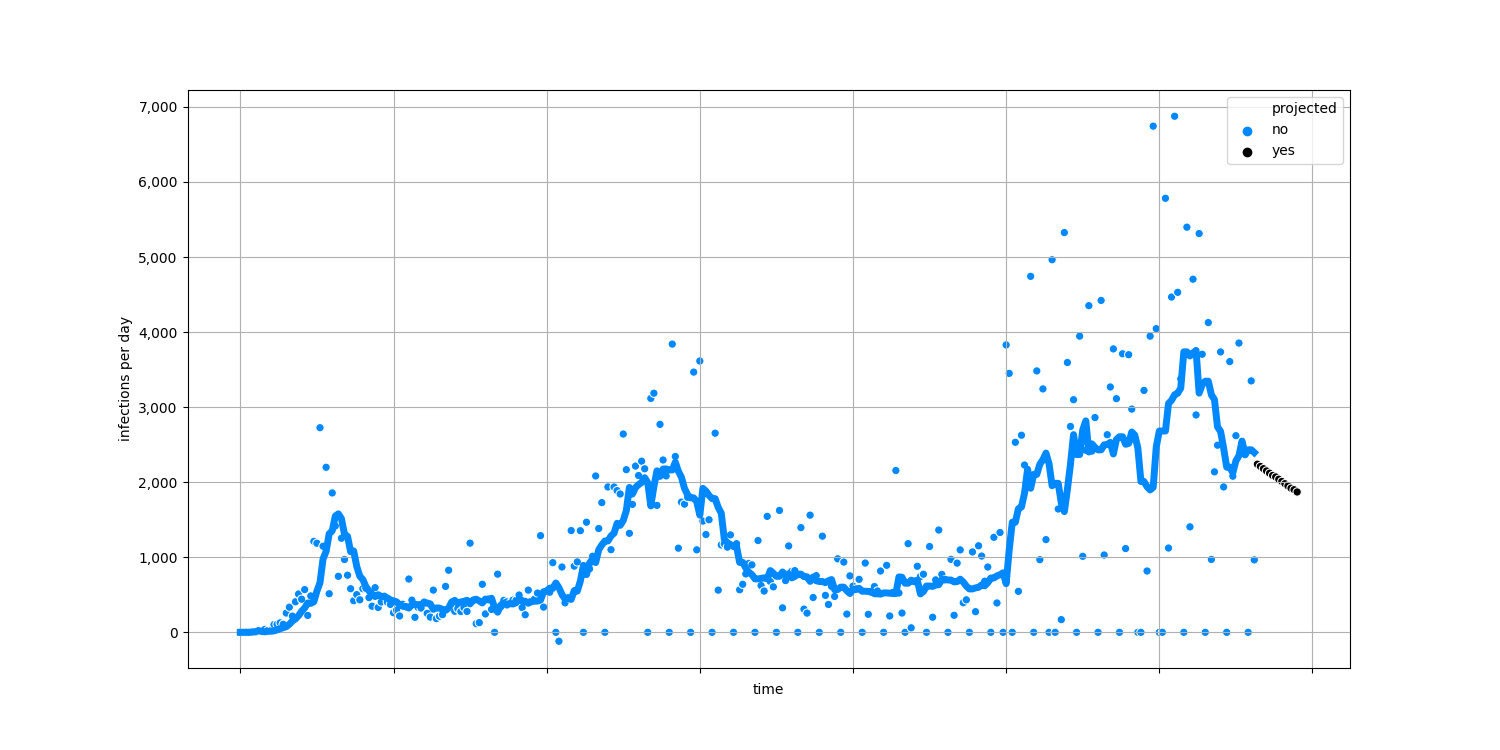 7,000
6,000
5,000
4,000
3,000
2,000
1,000
0
infections per day
time
projected
no
yes